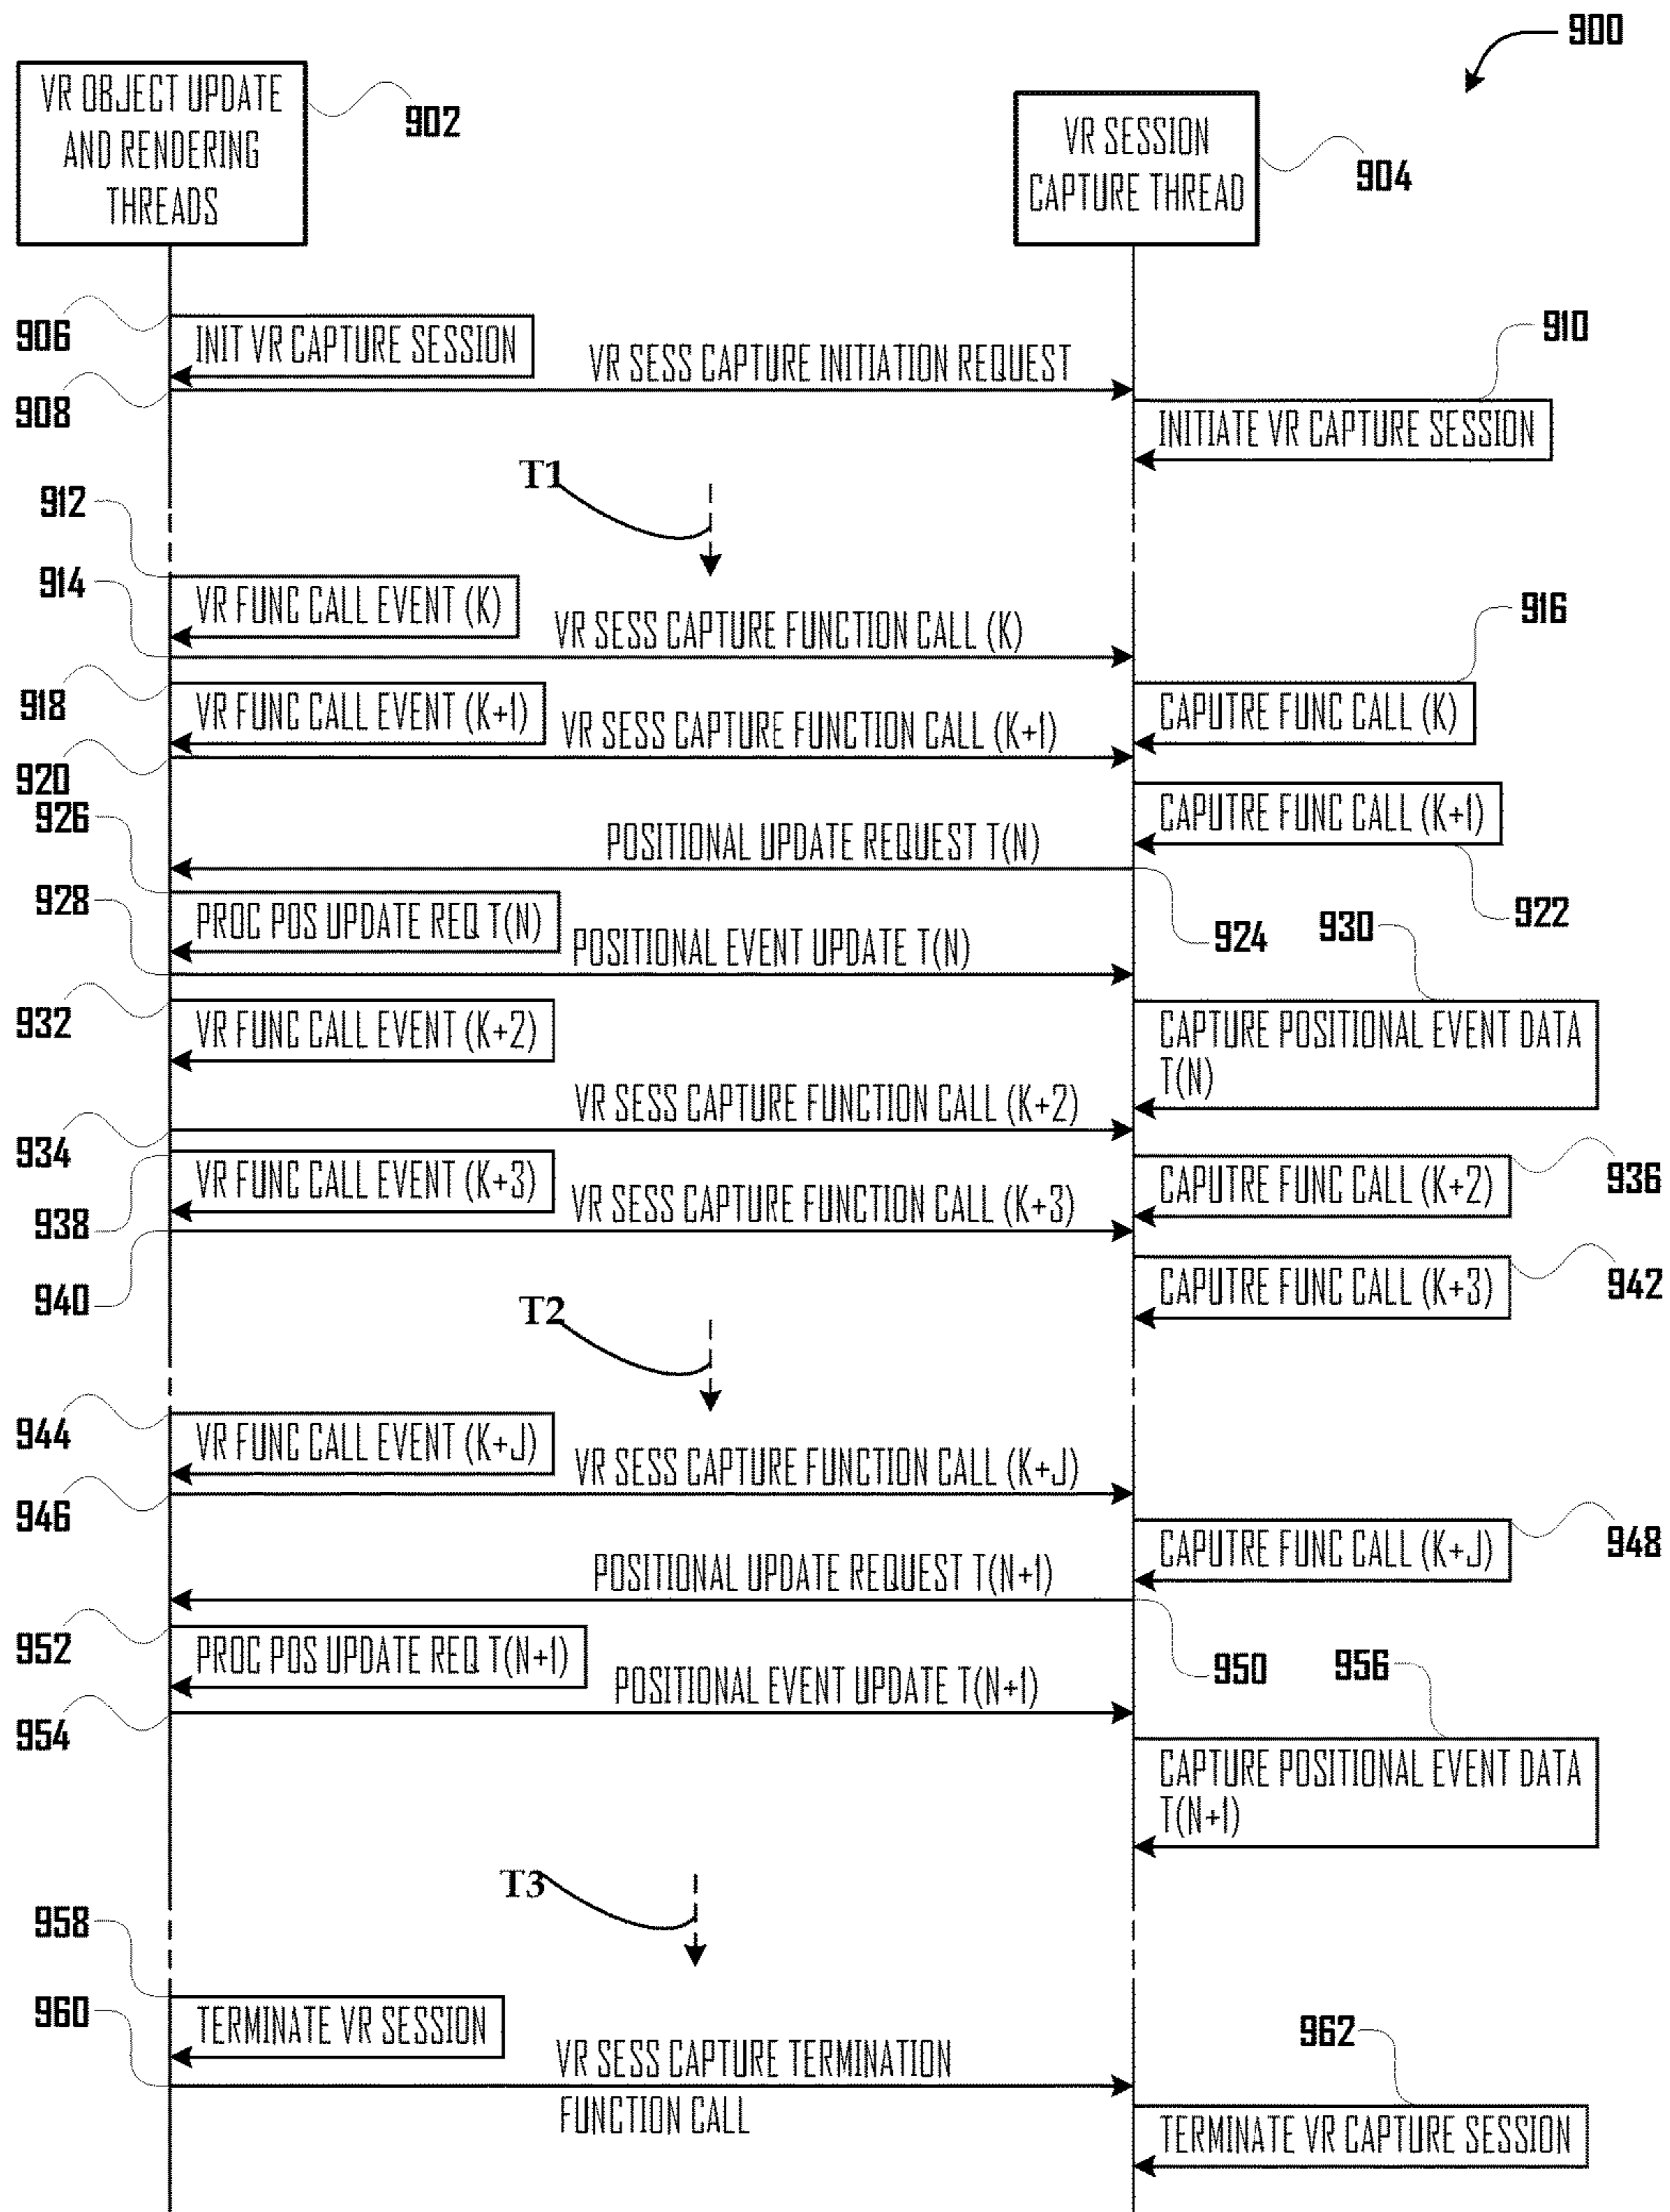 900
VR OBJECT UPDATE
AND RENDERING
THREADS
902
VR SESSION
CAPTURE THREAD
904
906
INIT VR CAPTURE SESSION
VR SESS CAPTURE INITIATION REQUEST
908
910
INITIATE VR CAPTURE SESSION
T1
912
914
VR FUNC CALL EVENT (K)
VR SESS CAPTURE FUNCTION CALL (K)
916
918
VR FUNC CALL EVENT (K+1)
VR SESS CAPTURE FUNCTION CALL (K+1)
CAPUTRE FUNC CALL (K)
920
926
CAPUTRE FUNC CALL (K+1)
POSITIONAL UPDATE REQUEST T(N)
928
922
924
930
PROC POS UPDATE REQ T(N)
POSITIONAL EVENT UPDATE T(N)
932
VR FUNC CALL EVENT (K+2)
CAPTURE POSITIONAL EVENT DATA
T(N)
VR SESS CAPTURE FUNCTION CALL (K+2)
934
936
VR FUNC CALL EVENT (K+3)
CAPUTRE FUNC CALL (K+2)
938
VR SESS CAPTURE FUNCTION CALL (K+3)
940
CAPUTRE FUNC CALL (K+3)
942
T2
944
VR FUNC CALL EVENT (K+J)
VR SESS CAPTURE FUNCTION CALL (K+J)
946
CAPUTRE FUNC CALL (K+J)
948
POSITIONAL UPDATE REQUEST T(N+1)
952
PROC POS UPDATE REQ T(N+1)
950
956
POSITIONAL EVENT UPDATE T(N+1)
954
CAPTURE POSITIONAL EVENT DATA
T(N+1)
T3
958
960
TERMINATE VR SESSION
962
VR SESS CAPTURE TERMINATION
FUNCTION CALL
TERMINATE VR CAPTURE SESSION